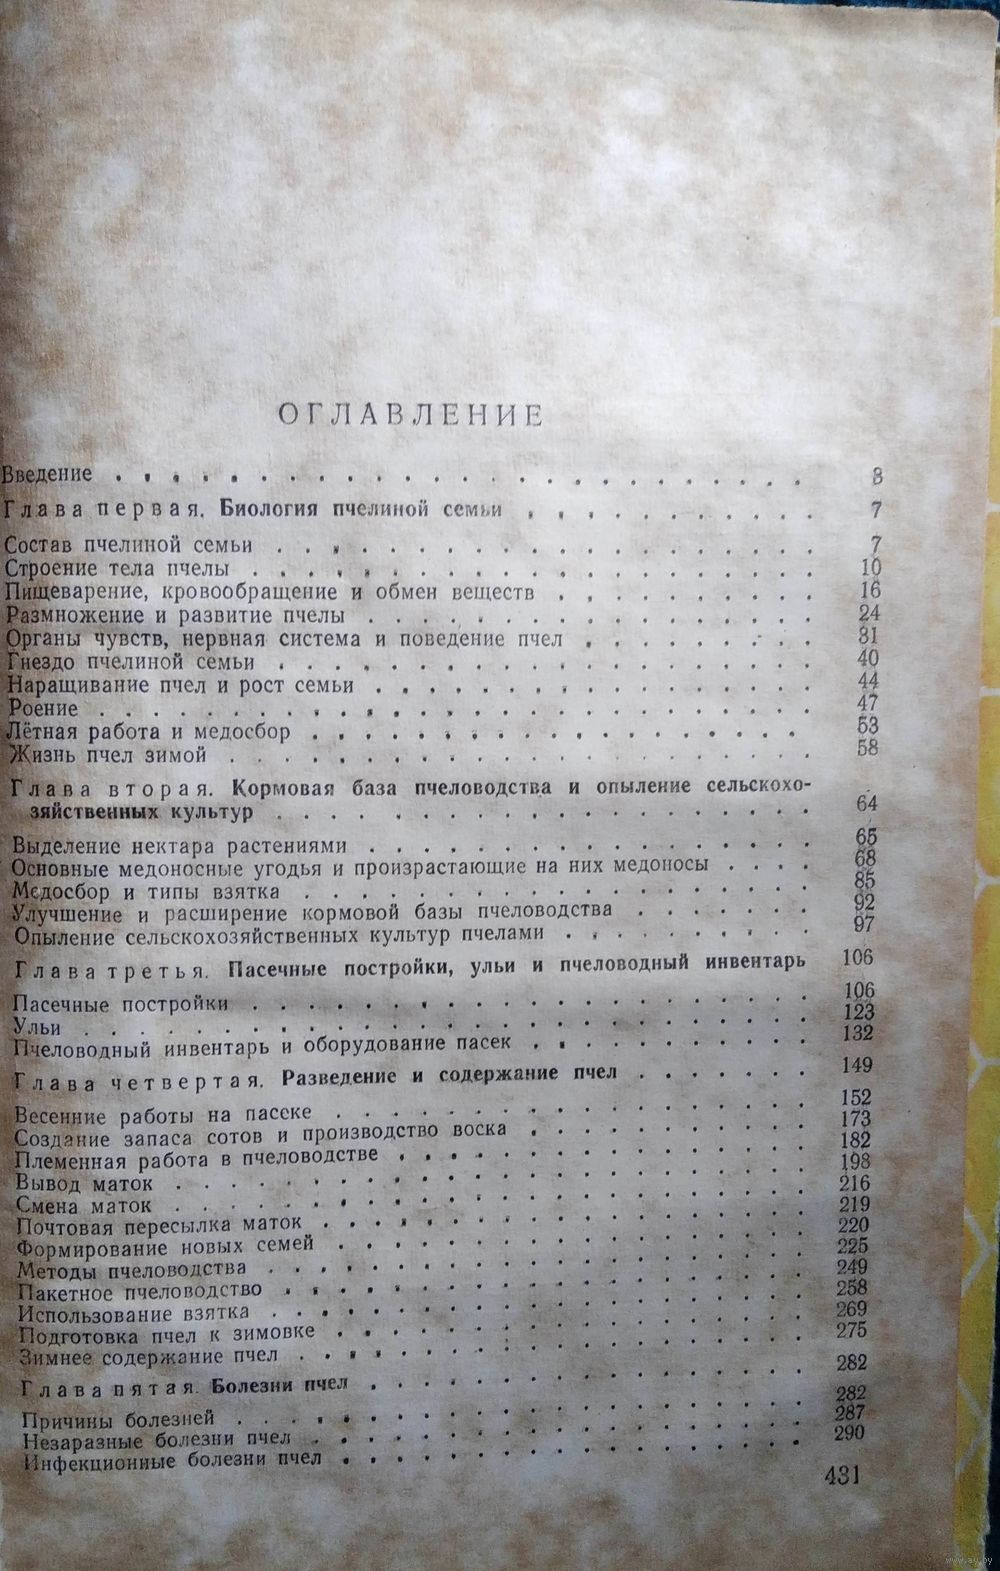 ОГЛАВЛЕНИЕ
Введение . . . . . . . . . . . . . . . . . . . . . . . . 3
Глава первая. Биология пчелиной семьи . . . . . . . . . . 7
Состав пчелиной семьи . . . . . . . . . . . . . . . . . . 7
Строение тела пчелы . . . . . . . . . . . . . . . . . . . 10
Пищеварение, кровообращение и обмен веществ . . . . . . . . . 16
Размножение и развитие пчелы . . . . . . . . . . . . . . . . 24
Органы чувств, нервная система и поведение пчел . . . . . . . . 31
Гнездо пчелиной семьи . . . . . . . . . . . . . . . . . . . 40
Наращивание пчел и рост семьи . . . . . . . . . . . . . . . 44
Роение . . . . . . . . . . . . . . . . . . . . . . . . . 47
Лётная работа и медосбор . . . . . . . . . . . . . . . . . 53
Жизнь пчел зимой . . . . . . . . . . . . . . . . . . . . . 58
Глава вторая. Кормовая база пчеловодства и опыление сельскохо-
зяйственных культур . . . . . . . . . . . . . . . . . . . 64
Выделение нектара растениями . . . . . . . . . . . . . . . . 65
Основные медоносные угодья и произрастающие на них медоносы . . . . 68
Медосбор и типы взятка . . . . . . . . . . . . . . . . . . 85
Улучшение и расширение кормовой базы пчеловодства . . . . . . . 92
Опыление сельскохозяйственных культур пчелами . . . . . . . . . 97
Глава третья. Пасечные постройки, ульи и пчеловодный инвентарь 106
Пасечные постройки . . . . . . . . . . . . . . . . . . . . 106
Ульи . . . . . . . . . . . . . . . . . . . . . . . . . . 123
Пчеловодный инвентарь и оборудование пасек . . . . . . . . . . 132
Глава четвертая. Разведение и содержание пчел . . . . . . . 149
Весенние работы на пасеке . . . . . . . . . . . . . . . . . 152
Создание запаса сотов и производство воска . . . . . . . . . . 173
Племенная работа в пчеловодстве . . . . . . . . . . . . . . . 182
Вывод маток . . . . . . . . . . . . . . . . . . . . . . . 198
Смена маток . . . . . . . . . . . . . . . . . . . . . . . 216
Почтовая пересылка маток . . . . . . . . . . . . . . . . . 219
Формирование новых семей . . . . . . . . . . . . . . . . . 220
Методы пчеловодства . . . . . . . . . . . . . . . . . . . 225
Пакетное пчеловодство . . . . . . . . . . . . . . . . . . . 249
Использование взятка . . . . . . . . . . . . . . . . . . . 258
Подготовка пчел к зимовке . . . . . . . . . . . . . . . . . 269
Зимнее содержание пчел . . . . . . . . . . . . . . . . . . 275
Глава пятая. Болезни пчел . . . . . . . . . . . . . . . . 282
Причины болезней . . . . . . . . . . . . . . . . . . . . . 282
Незаразные болезни пчел . . . . . . . . . . . . . . . . . . 287
Инфекционные болезни пчел . . . . . . . . . . . . . . . . . 290
431
www.ay.by